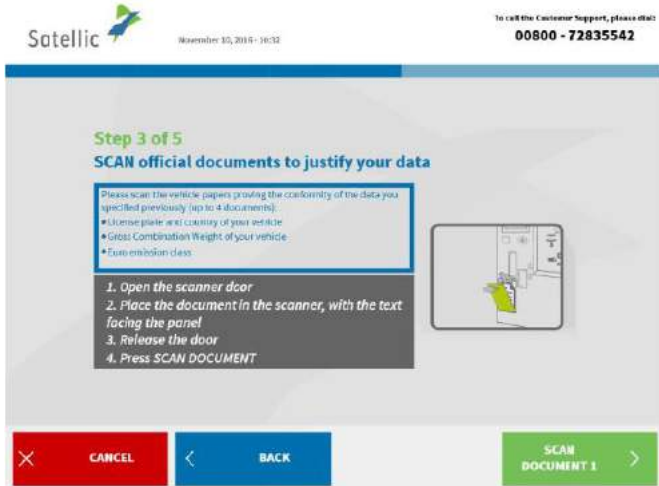 Satellic
November 10, 2016 - 10:32
To call the Customer Support, please dial:
00800 - 72835542
Step 3 of 5
SCAN official documents to justify your data
Please scan the vehicle papers proving the conformity of the data you
specified previously (up to 4 documents):
• License plate and country of your vehicle
• Gross Combination Weight of your vehicle
• Euro emission class
1. Open the scanner door
2. Place the document in the scanner, with the text
facing the panel
3. Release the door
4. Press SCAN DOCUMENT
CANCEL
BACK
SCAN
DOCUMENT 1